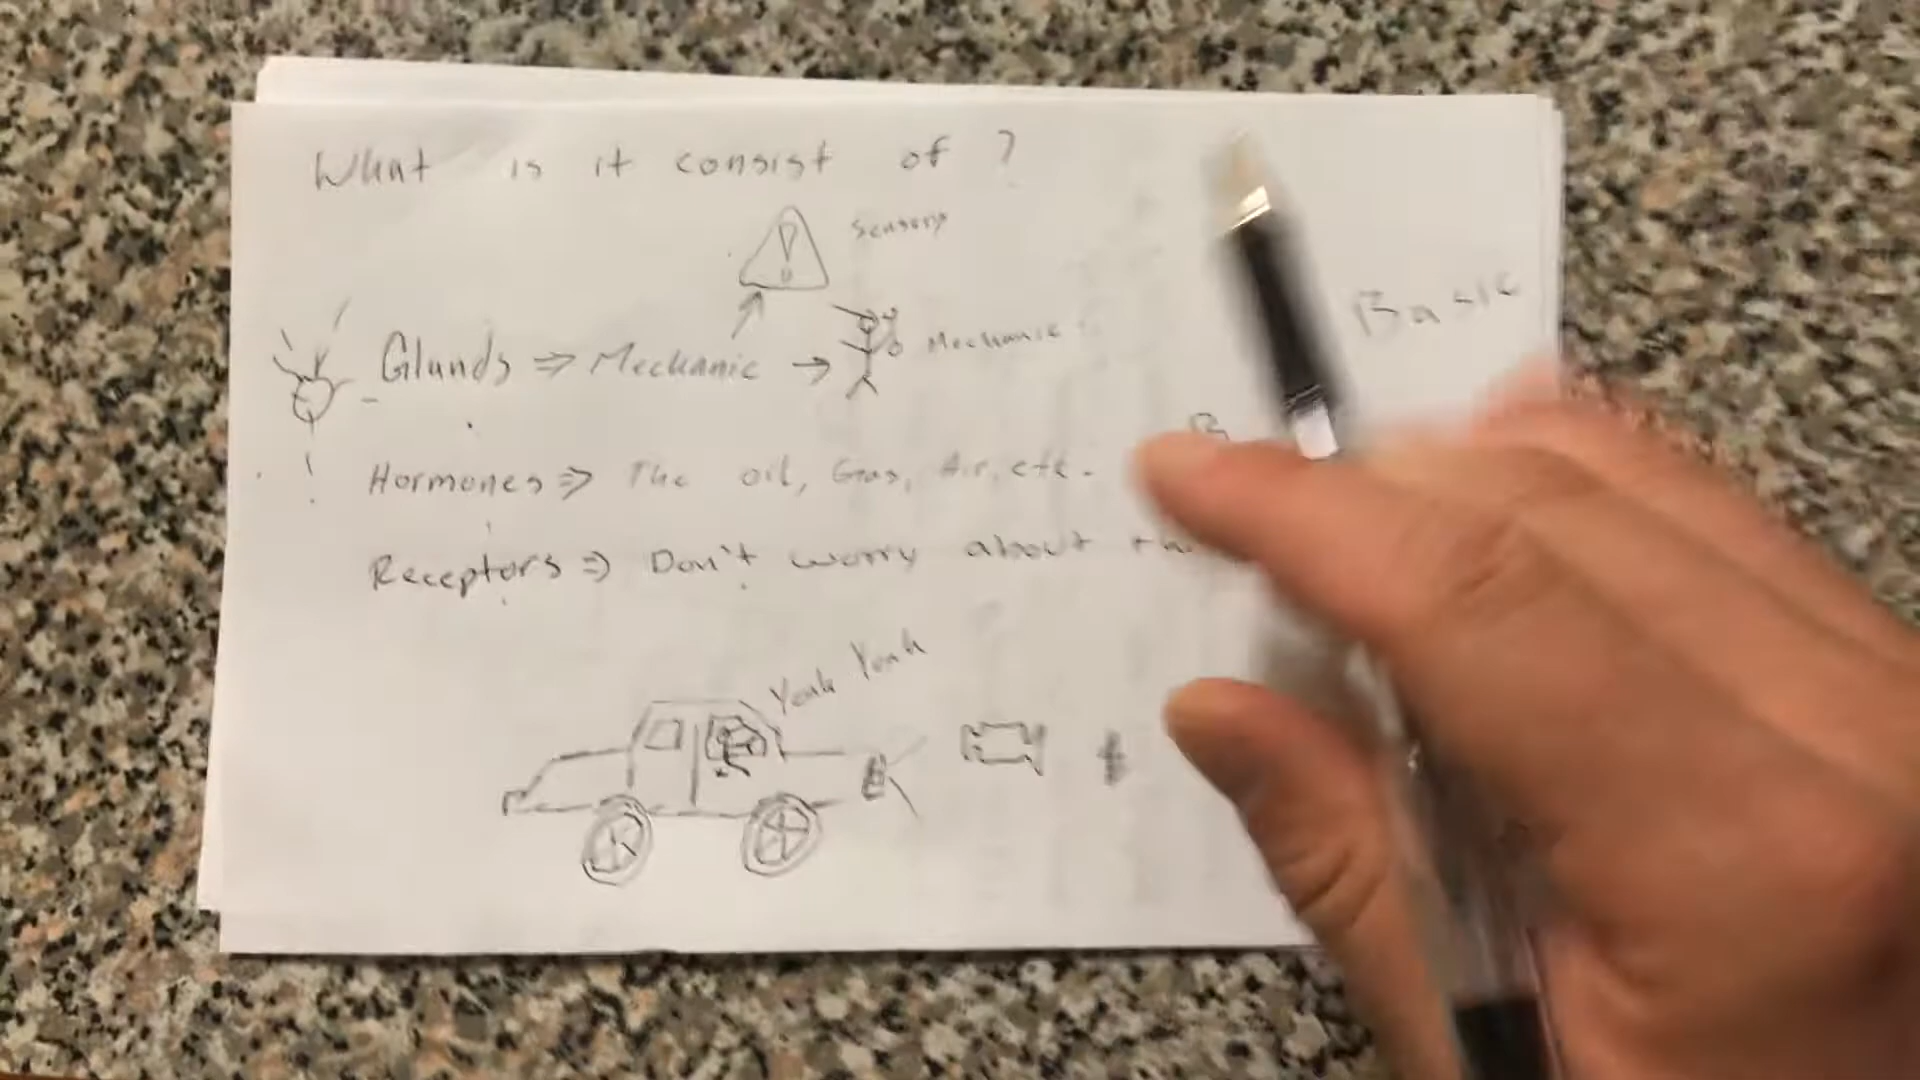 What is it consist of ?
Sensory
Basic
Glands ⇒ Mechanic → Mechanic
Hormones ⇒ The oil, Gas, Air, etc.
Receptors ⇒ Don't worry about
Yeah Yeah